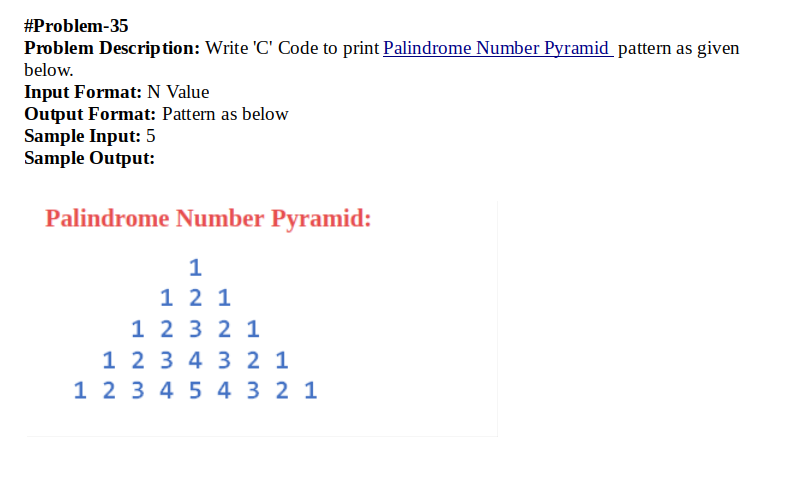 #Problem-35
Problem Description: Write 'C' Code to print Palindrome Number Pyramid pattern as given
below.
Input Format: N Value
Output Format: Pattern as below
Sample Input: 5
Sample Output:
Palindrome Number Pyramid:
1
1 2 1
1 2 3 2 1
1 2 3 4 3 2 1
1 2 3 4 5 4 3 2 1